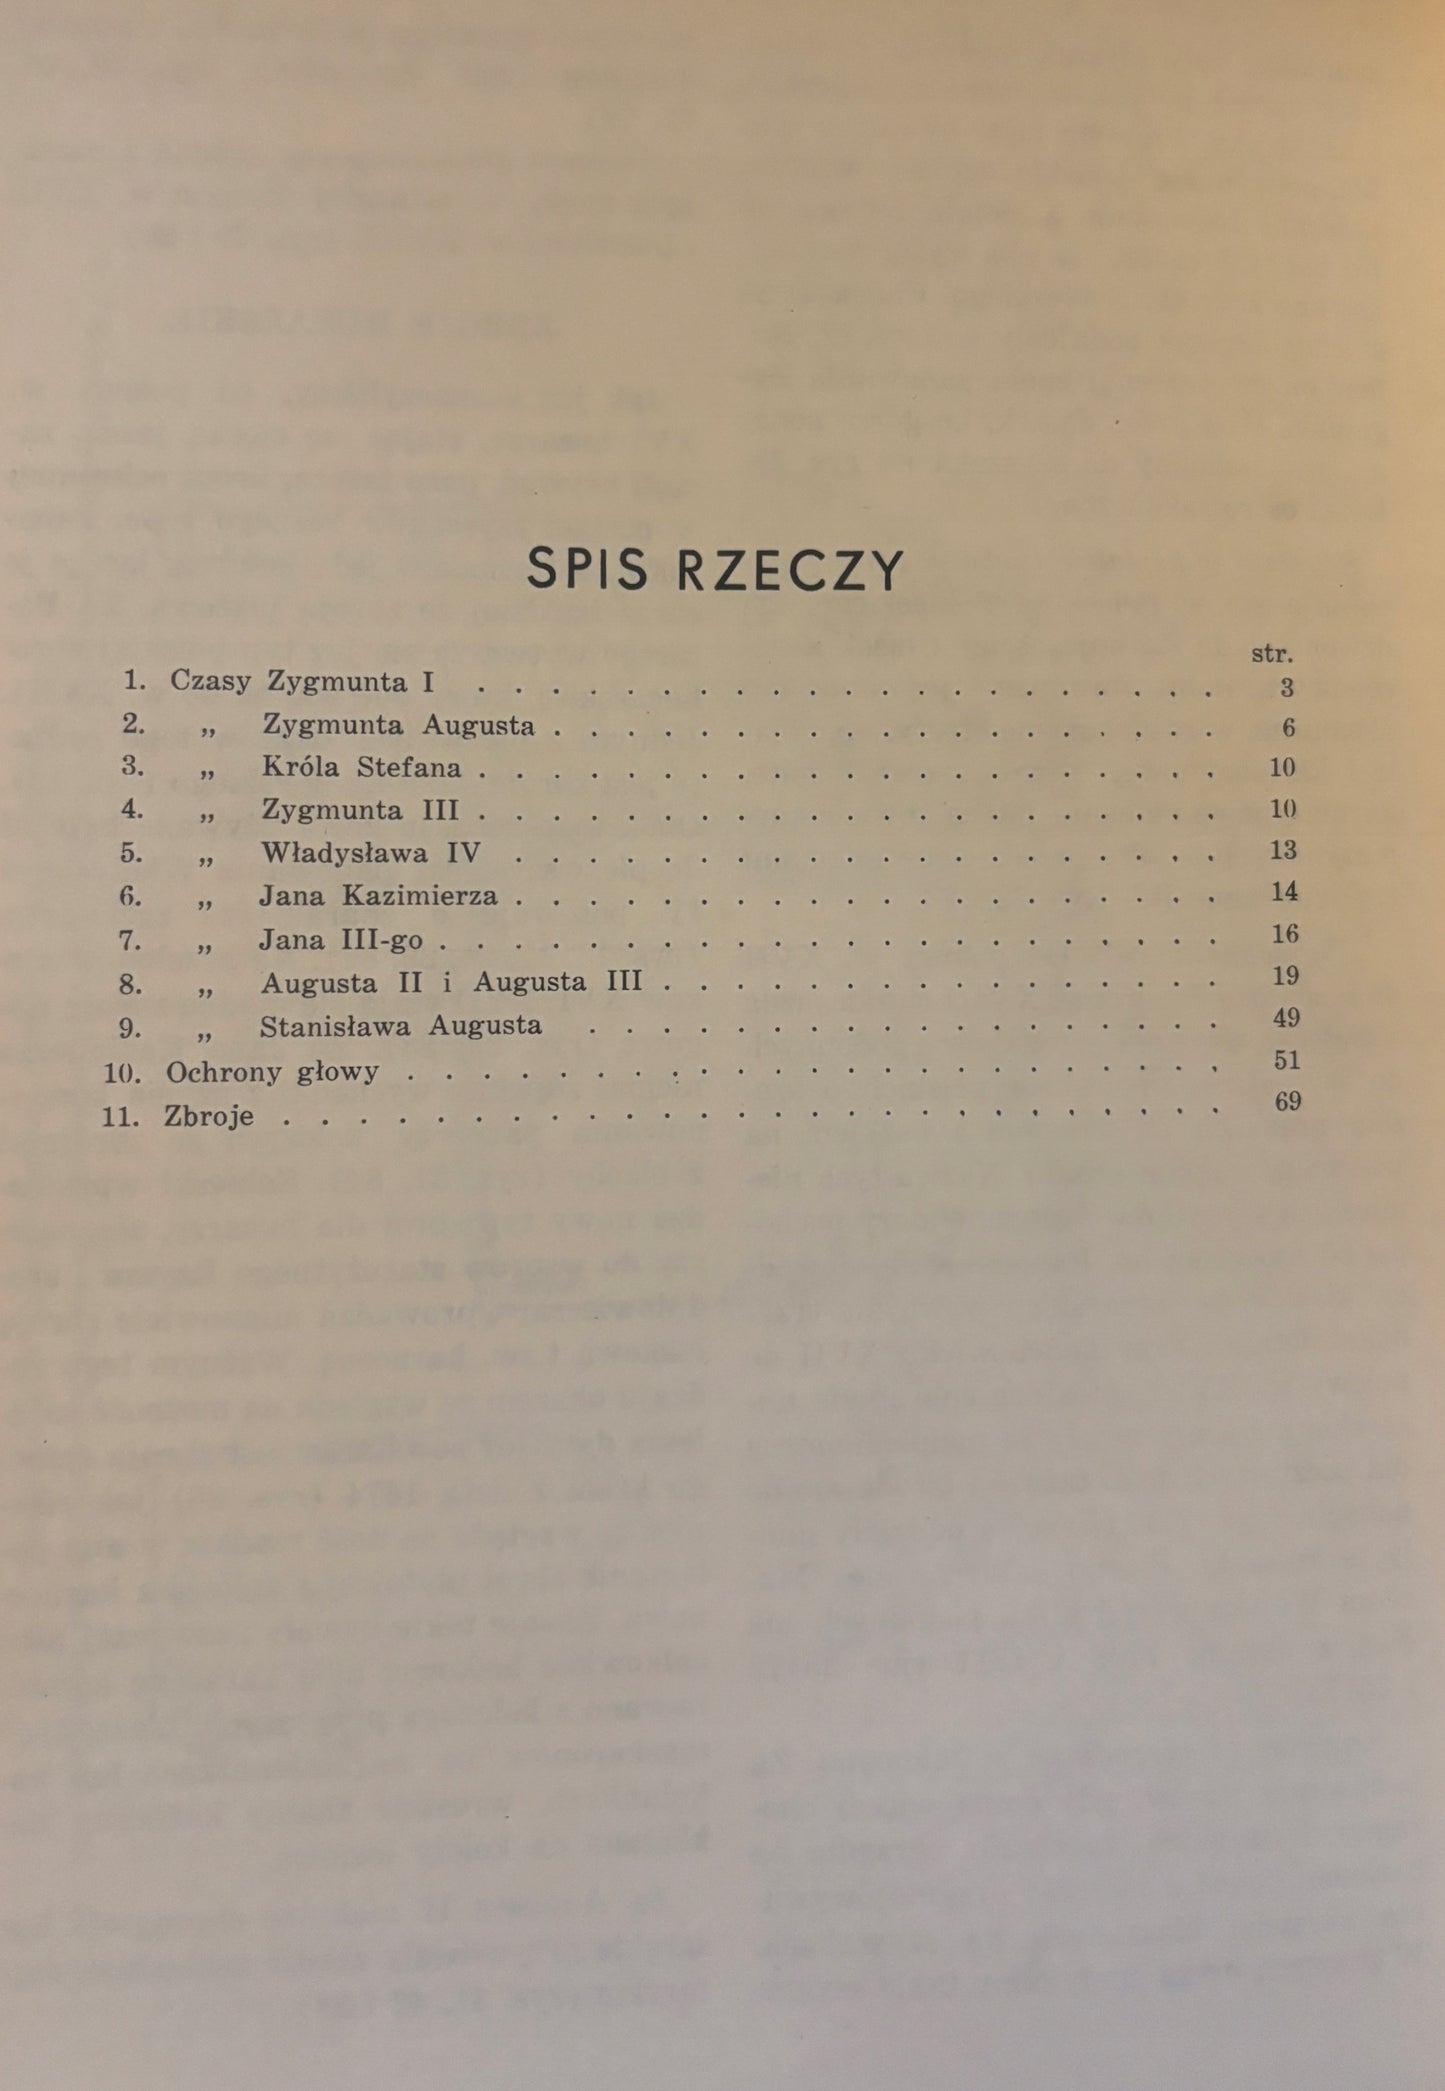 SPIS RZECZY
str.
1. Czasy Zygmunta I . . . . . . . . . . . . . . . . . . . . . 3
2. „ Zygmunta Augusta . . . . . . . . . . . . . . . . . . . 6
3. „ Króla Stefana . . . . . . . . . . . . . . . . . . . . . 10
4. „ Zygmunta III . . . . . . . . . . . . . . . . . . . . . 10
5. „ Władysława IV . . . . . . . . . . . . . . . . . . . . 13
6. „ Jana Kazimierza . . . . . . . . . . . . . . . . . . . . 14
7. „ Jana III-go . . . . . . . . . . . . . . . . . . . . . . 16
8. „ Augusta II i Augusta III . . . . . . . . . . . . . . . . 19
9. „ Stanisława Augusta . . . . . . . . . . . . . . . . . . 49
10. Ochrony głowy . . . . . . . . . . . . . . . . . . . . . . . 51
11. Zbroje . . . . . . . . . . . . . . . . . . . . . . . . . . 69